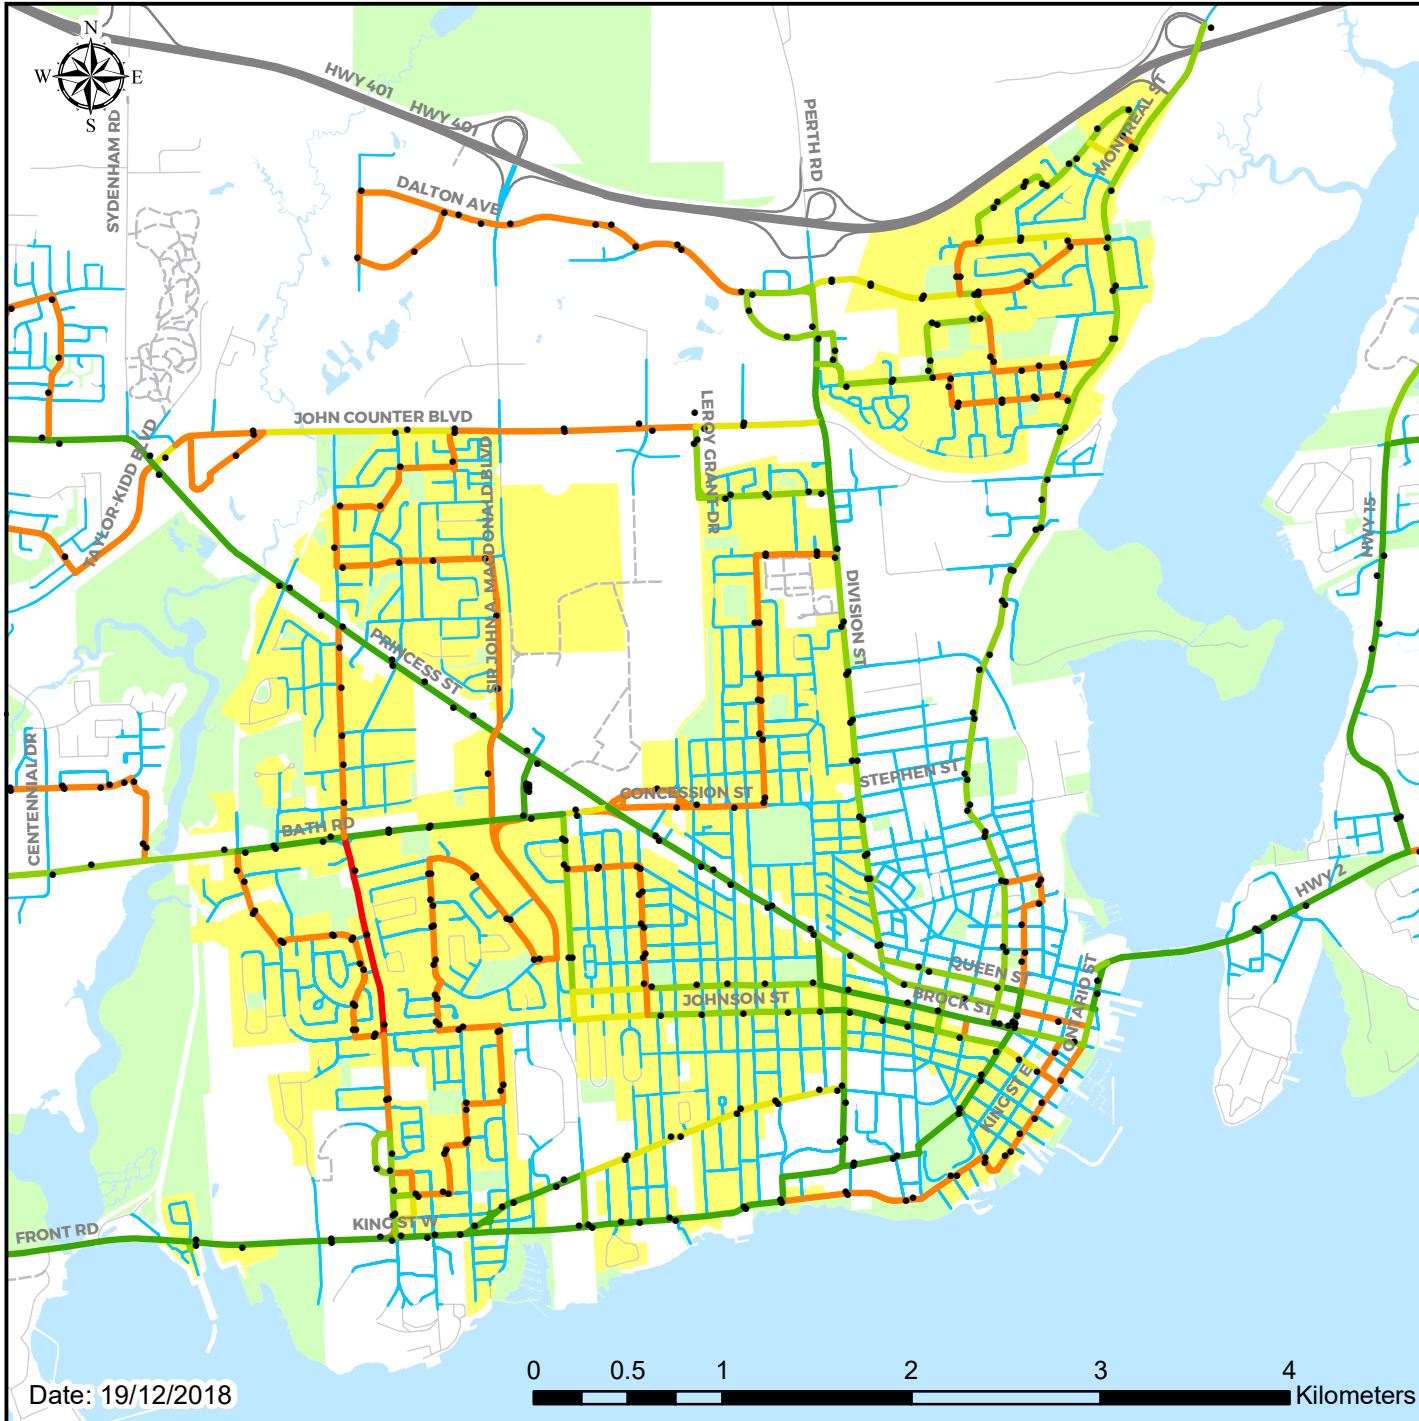 N
W E
S
HWY 401
HWY 401
SYDENHAM RD
PERTH RD
MONTREAL ST
DALTON AVE
JOHN COUNTER BLVD
LEROY GRANT DR
TAYLOR-KIDD BLVD
SIR JOHN A. MACDONALD BLVD
HWY 15
DIVISION ST
PRINCESS ST
CENTENNIAL DR
STEPHEN ST
CONCESSION ST
BATH RD
HWY 2
QUEEN ST
BROCK ST
JOHNSON ST
ONTARIO ST
KING ST E
KING ST W
FRONT RD
0 0.5 1 2 3 4
Kilometers
Date: 19/12/2018